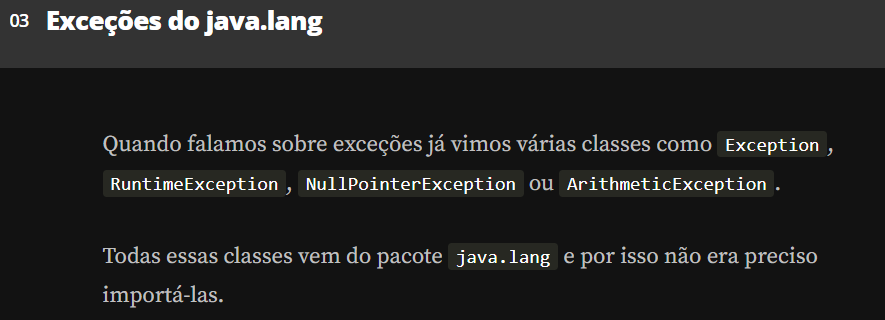 03 Exceções do java.lang
Quando falamos sobre exceções já vimos várias classes como Exception,
RuntimeException, NullPointerException ou ArithmeticException.
Todas essas classes vem do pacote java.lang e por isso não era preciso
importá-las.